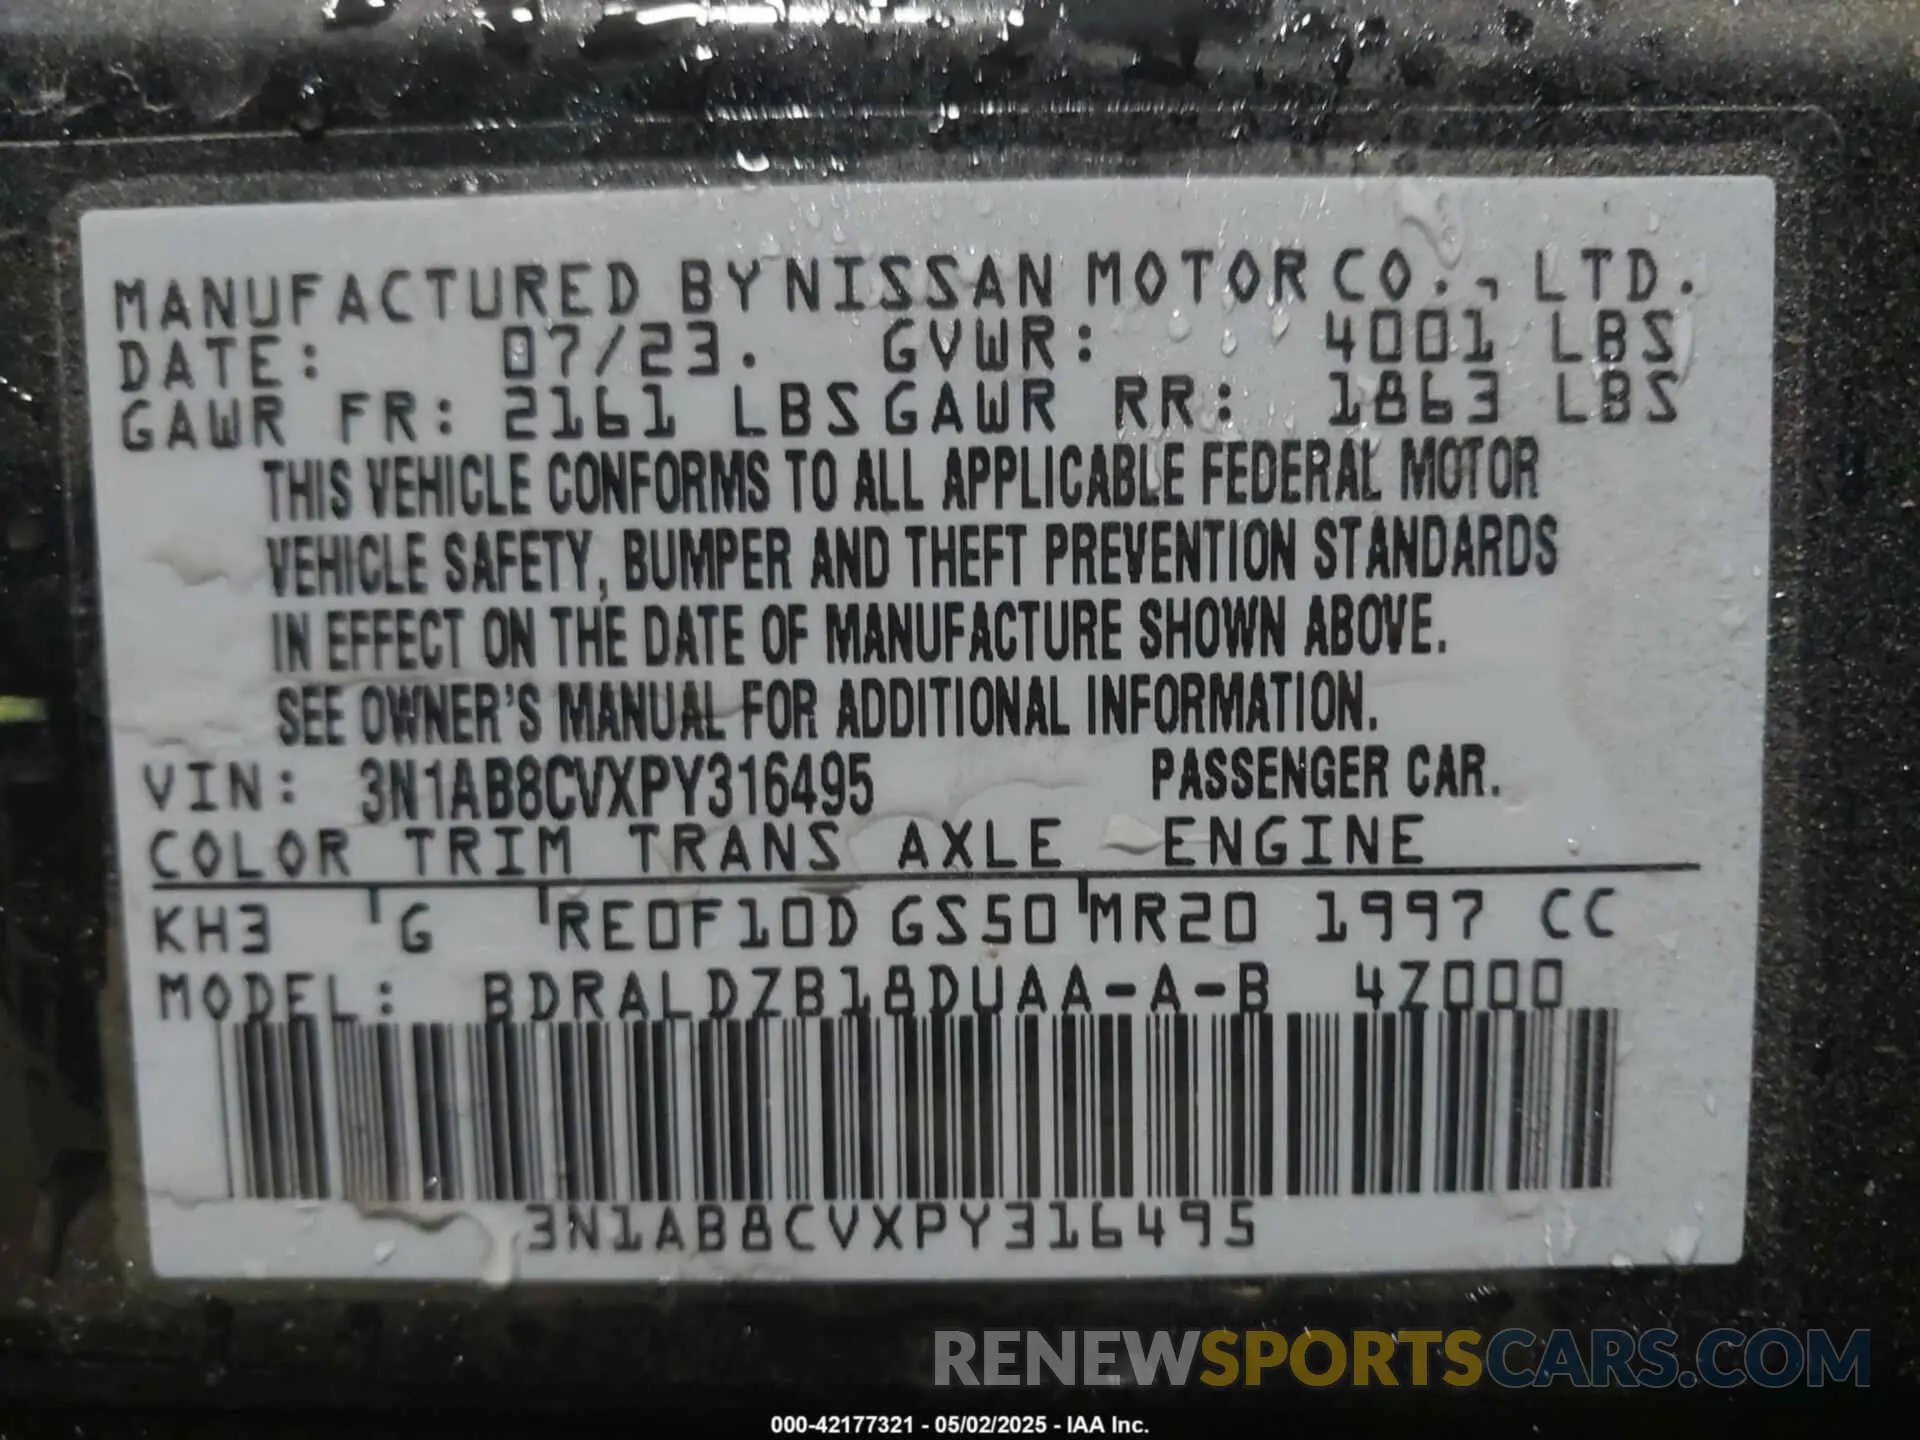 MANUFACTURED BY NISSAN MOTOR CO., LTD.
DATE: 07/23. GVWR: 4001 LBS
GAWR FR: 2161 LBS GAWR RR: 1863 LBS
THIS VEHICLE CONFORMS TO ALL APPLICABLE FEDERAL MOTOR
VEHICLE SAFETY, BUMPER AND THEFT PREVENTION STANDARDS
IN EFFECT ON THE DATE OF MANUFACTURE SHOWN ABOVE.
SEE OWNER'S MANUAL FOR ADDITIONAL INFORMATION.
VIN: 3N1AB8CVXPY316495 PASSENGER CAR.
COLOR TRIM TRANS AXLE ENGINE
KH3 G RE0F10D GS50 MR20 1997 CC
MODEL: BDRALDZB18DUAA-A-B 4Z000
3N1AB8CVXPY316495
RENEWSPORTSCARS.COM
000-42177321 - 05/02/2025 - IAA Inc.